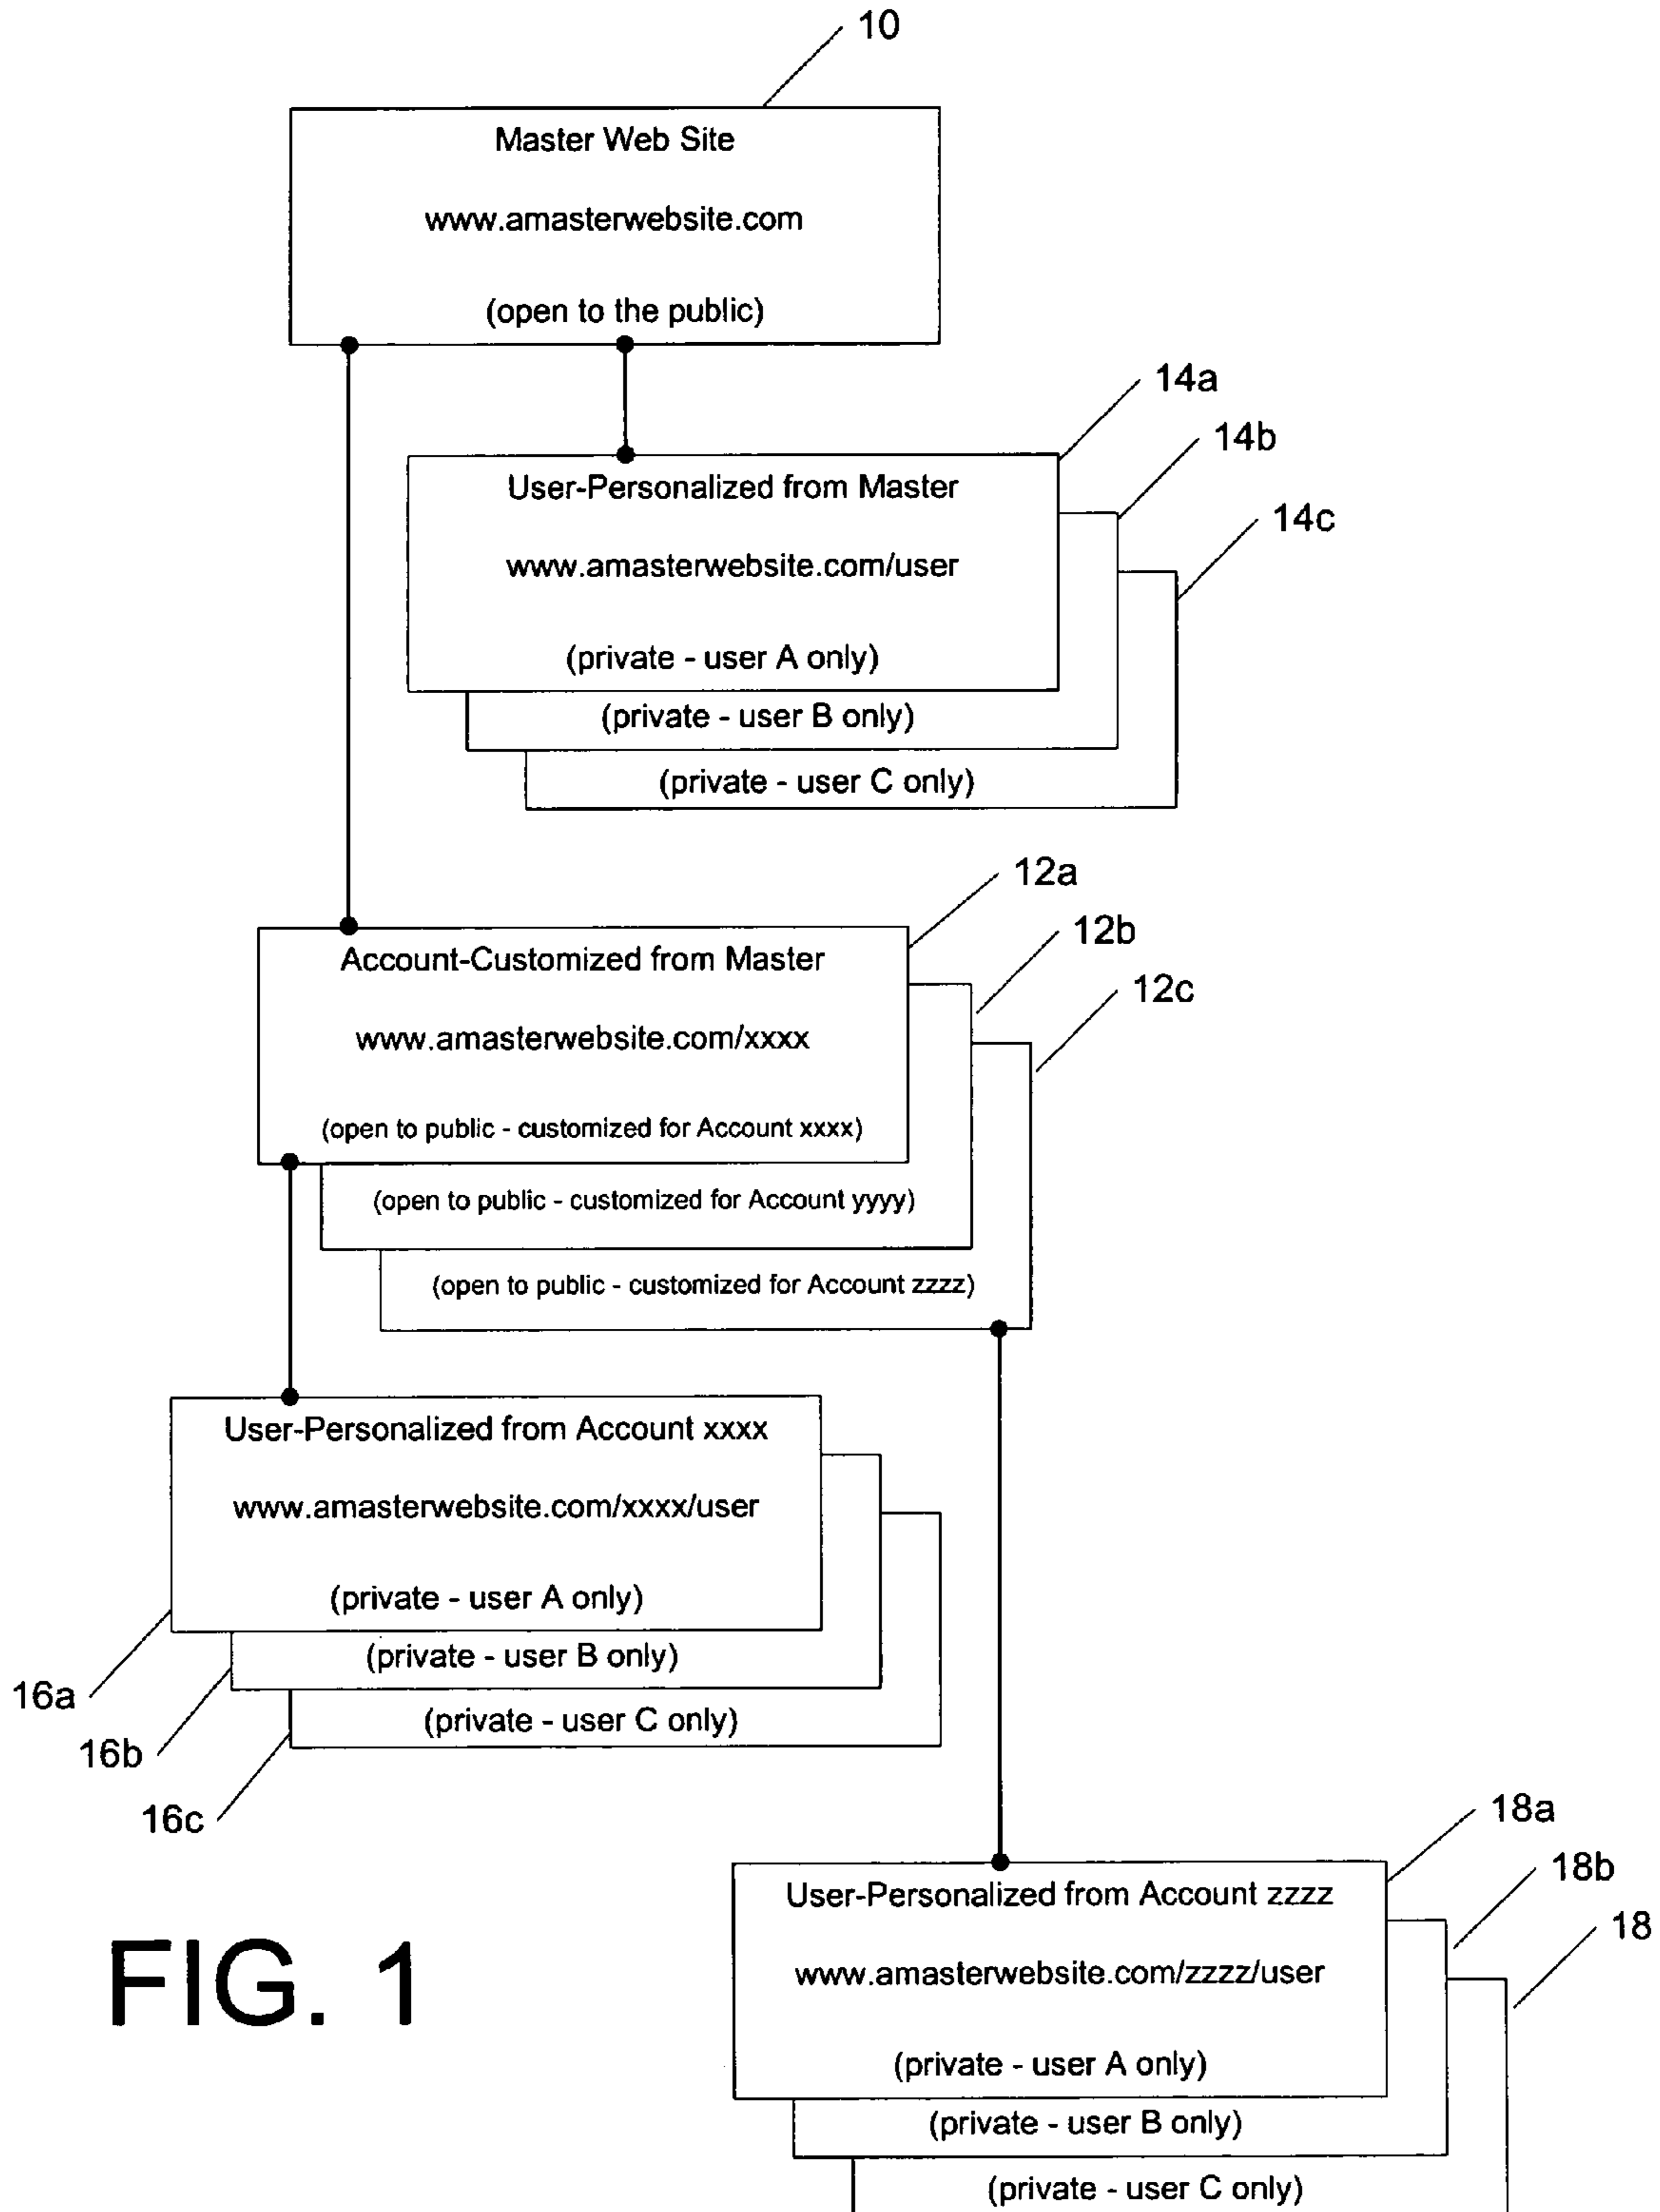 10
Master Web Site
www.amasterwebsite.com
(open to the public)
14a
14b
14c
User-Personalized from Master
www.amasterwebsite.com/user
(private - user A only)
(private - user B only)
(private - user C only)
12a
12b
12c
Account-Customized from Master
www.amasterwebsite.com/xxxx
(open to public - customized for Account xxxx)
(open to public - customized for Account yyyy)
(open to public - customized for Account zzzz)
User-Personalized from Account xxxx
www.amasterwebsite.com/xxxx/user
(private - user A only)
(private - user B only)
(private - user C only)
16a
16b
16c
18a
18b
18
User-Personalized from Account zzzz
www.amasterwebsite.com/zzzz/user
(private - user A only)
(private - user B only)
(private - user C only)
FIG. 1